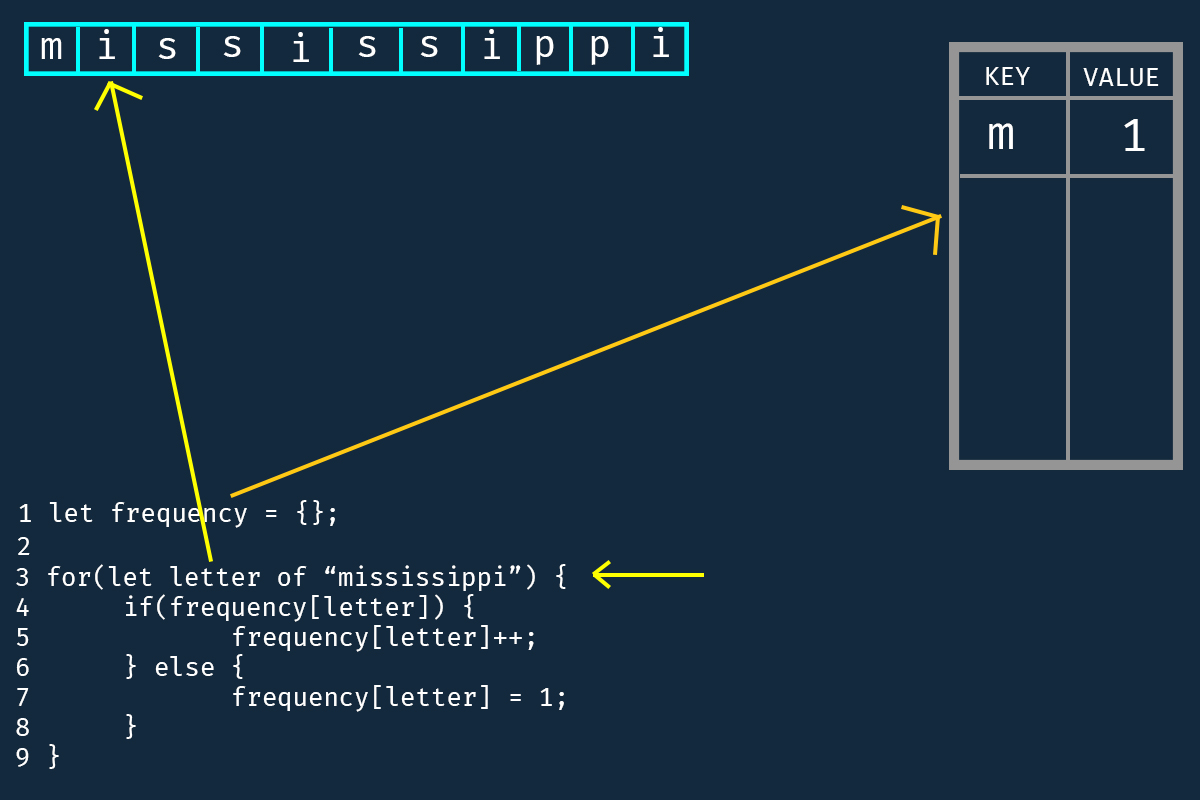 m i s s i s s i p p i
KEY VALUE
m 1
1 let frequency = {};
2
3 for(let letter of “mississippi”) {
4 if(frequency[letter]) {
5 frequency[letter]++;
6 } else {
7 frequency[letter] = 1;
8 }
9 }